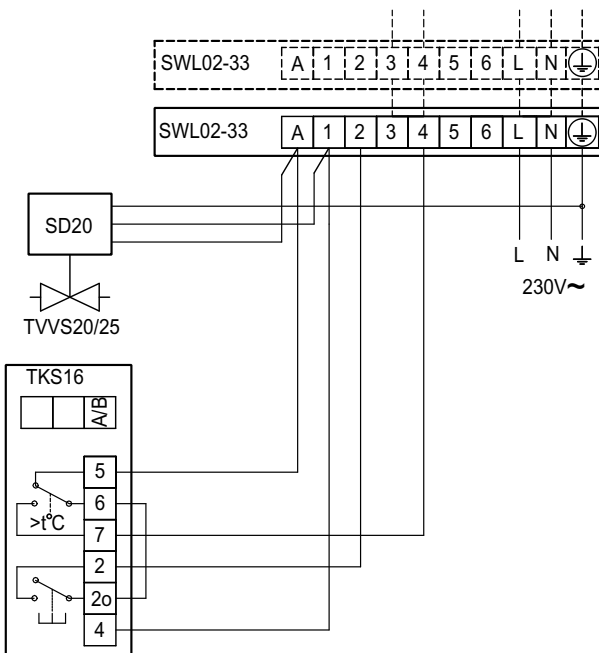 SWL02-33 A 1 2 3 4 5 6 L N
SWL02-33 A 1 2 3 4 5 6 L N
SD20
L N
230V~
TVVS20/25
TKS16
A/B
5
6
>t°C
7
2
2o
4